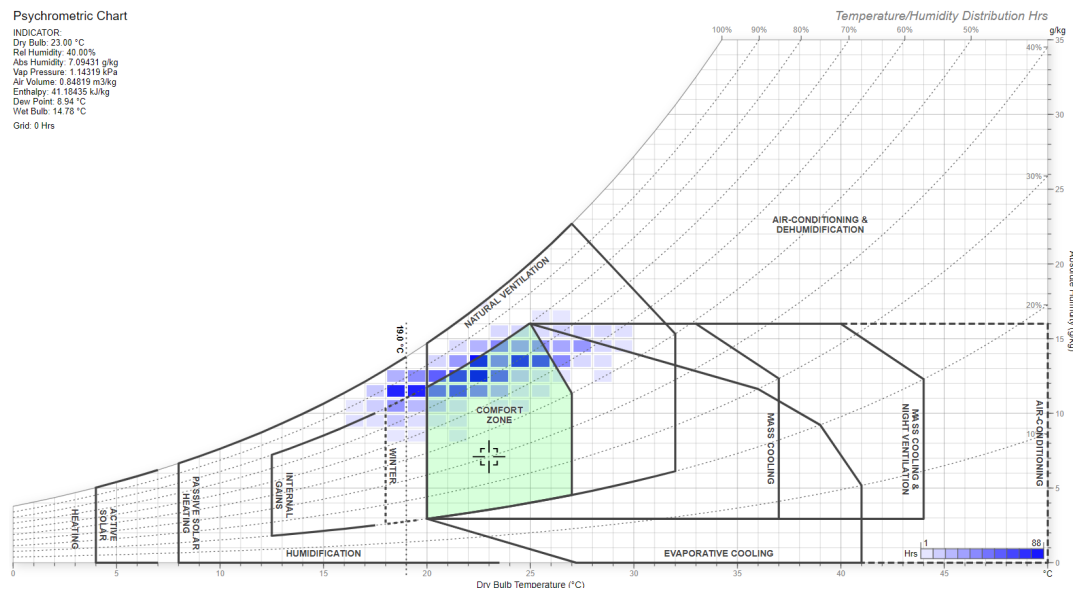 Psychrometric Chart
Temperature/Humidity Distribution Hrs
INDICATOR:
Dry Bulb: 23.00 °C
Rel Humidity: 40.00%
Abs Humidity: 7.09431 g/kg
Vap Pressure: 1.14319 kPa
Air Volume: 0.84819 m3/kg
Enthalpy: 41.18435 kJ/kg
Dew Point: 8.94 °C
Wet Bulb: 14.78 °C
Grid: 0 Hrs
100% 90% 80% 70% 60% 50%
g/kg
35
40%
30
30%
25
AIR-CONDITIONING &
DEHUMIDIFICATION
20
20%
15
10
10%
5
0
Absolute Humidity (g/kg)
NATURAL VENTILATION
19.0 °C
COMFORT
ZONE
WINTER
INTERNAL
GAINS
PASSIVE SOLAR
HEATING
ACTIVE
SOLAR
HEATING
MASS COOLING
MASS COOLING &
NIGHT VENTILATION
AIR-CONDITIONING
HUMIDIFICATION
EVAPORATIVE COOLING
1 88
Hrs
0 5 10 15 20 25 30 35 40 45 °C
Dry Bulb Temperature (°C)